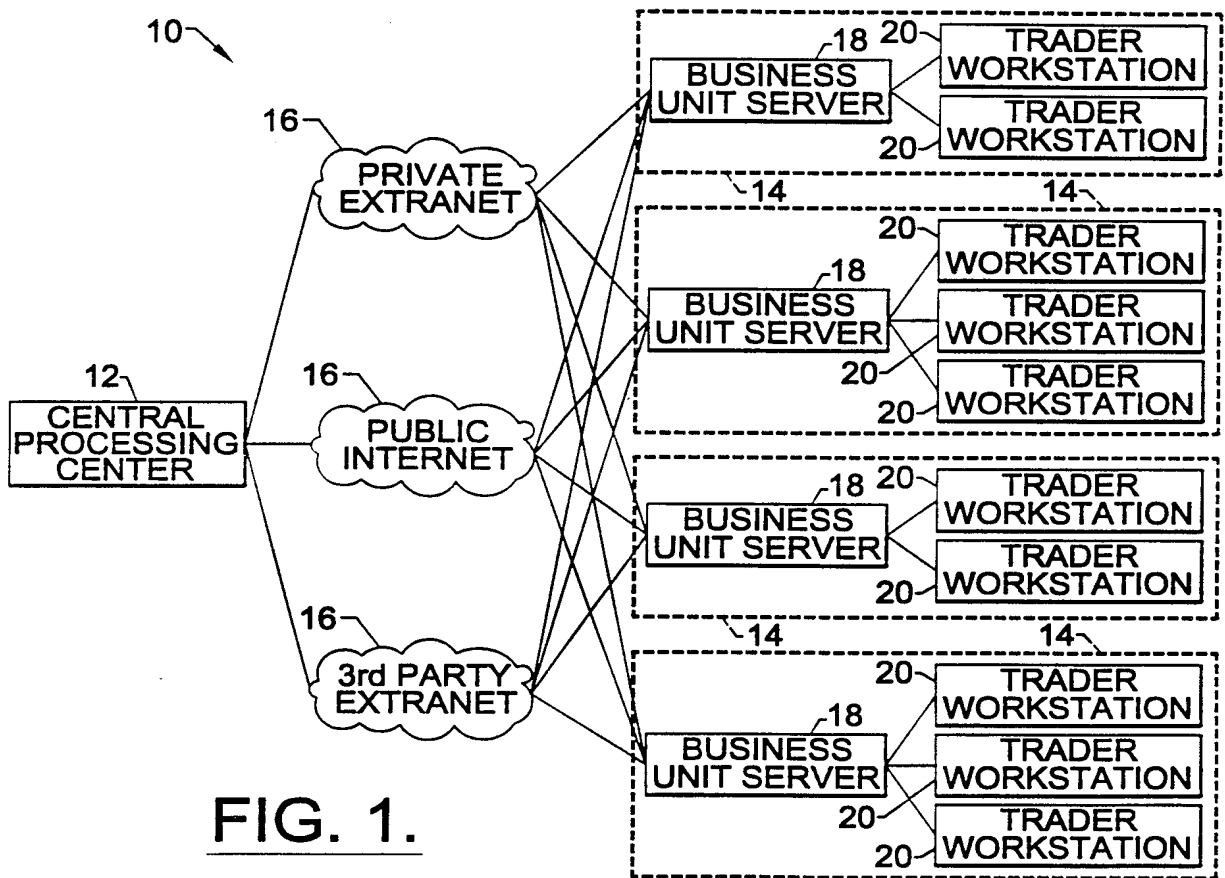 10
16
PRIVATE
EXTRANET
12
CENTRAL
PROCESSING
CENTER
16
PUBLIC
INTERNET
16
3rd PARTY
EXTRANET
18
BUSINESS
UNIT SERVER
20
TRADER
WORKSTATION
TRADER
WORKSTATION
20
14
14
18
BUSINESS
UNIT SERVER
20
TRADER
WORKSTATION
TRADER
WORKSTATION
20
TRADER
WORKSTATION
20
18
BUSINESS
UNIT SERVER
20
TRADER
WORKSTATION
TRADER
WORKSTATION
20
14
14
18
BUSINESS
UNIT SERVER
20
TRADER
WORKSTATION
TRADER
WORKSTATION
20
TRADER
WORKSTATION
20
FIG. 1.